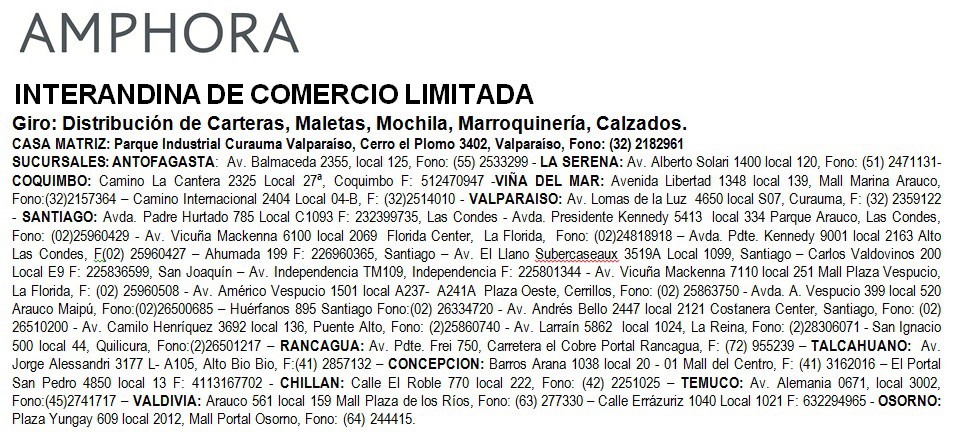 AMPHORA
INTERANDINA DE COMERCIO LIMITADA
Giro: Distribución de Carteras, Maletas, Mochila, Marroquinería, Calzados.
CASA MATRIZ: Parque Industrial Curauma Valparaíso, Cerro el Plomo 3402, Valparaíso, Fono: (32) 2182961
SUCURSALES: ANTOFAGASTA: Av. Balmaceda 2355, local 125, Fono: (55) 2533299 - LA SERENA: Av. Alberto Solari 1400 local 120, Fono: (51) 2471131-
COQUIMBO: Camino La Cantera 2325 Local 27ª, Coquimbo F: 512470947 -VIÑA DEL MAR: Avenida Libertad 1348 local 139, Mall Marina Arauco,
Fono:(32)2157364 – Camino Internacional 2404 Local 04-B, F: (32)2514010 - VALPARAISO: Av. Lomas de la Luz 4650 local S07, Curauma, F: (32) 2359122
- SANTIAGO: Avda. Padre Hurtado 785 Local C1093 F: 232399735, Las Condes - Avda. Presidente Kennedy 5413 local 334 Parque Arauco, Las Condes,
Fono: (02)25960429 - Av. Vicuña Mackenna 6100 local 2069 Florida Center, La Florida, Fono: (02)24818918 – Avda. Pdte. Kennedy 9001 local 2163 Alto
Las Condes, F(02) 25960427 – Ahumada 199 F: 226960365, Santiago – Av. El Llano Subercaseaux 3519A Local 1099, Santiago – Carlos Valdovinos 200
Local E9 F: 225836599, San Joaquín – Av. Independencia TM109, Independencia F: 225801344 - Av. Vicuña Mackenna 7110 local 251 Mall Plaza Vespucio,
La Florida, F: (02) 25960508 - Av. Américo Vespucio 1501 local A237- A241A Plaza Oeste, Cerrillos, Fono: (02) 25863750 - Avda. A. Vespucio 399 local 520
Arauco Maipú, Fono:(02)26500685 – Huérfanos 895 Santiago Fono:(02) 26334720 - Av. Andrés Bello 2447 local 2121 Costanera Center, Santiago, Fono: (02)
26510200 - Av. Camilo Henríquez 3692 local 136, Puente Alto, Fono: (2)25860740 - Av. Larraín 5862 local 1024, La Reina, Fono: (2)28306071 - San Ignacio
500 local 44, Quilicura, Fono:(2)26501217 – RANCAGUA: Av. Pdte. Frei 750, Carretera el Cobre Portal Rancagua, F: (72) 955239 – TALCAHUANO: Av.
Jorge Alessandri 3177 L- A105, Alto Bio Bio, F:(41) 2857132 – CONCEPCION: Barros Arana 1038 local 20 - 01 Mall del Centro, F: (41) 3162016 – El Portal
San Pedro 4850 local 13 F: 4113167702 - CHILLAN: Calle El Roble 770 local 222, Fono: (42) 2251025 – TEMUCO: Av. Alemania 0671, local 3002,
Fono:(45)2741717 – VALDIVIA: Arauco 561 local 159 Mall Plaza de los Ríos, Fono: (63) 277330 – Calle Errázuriz 1040 Local 1021 F: 632294965 - OSORNO:
Plaza Yungay 609 local 2012, Mall Portal Osorno, Fono: (64) 244415.